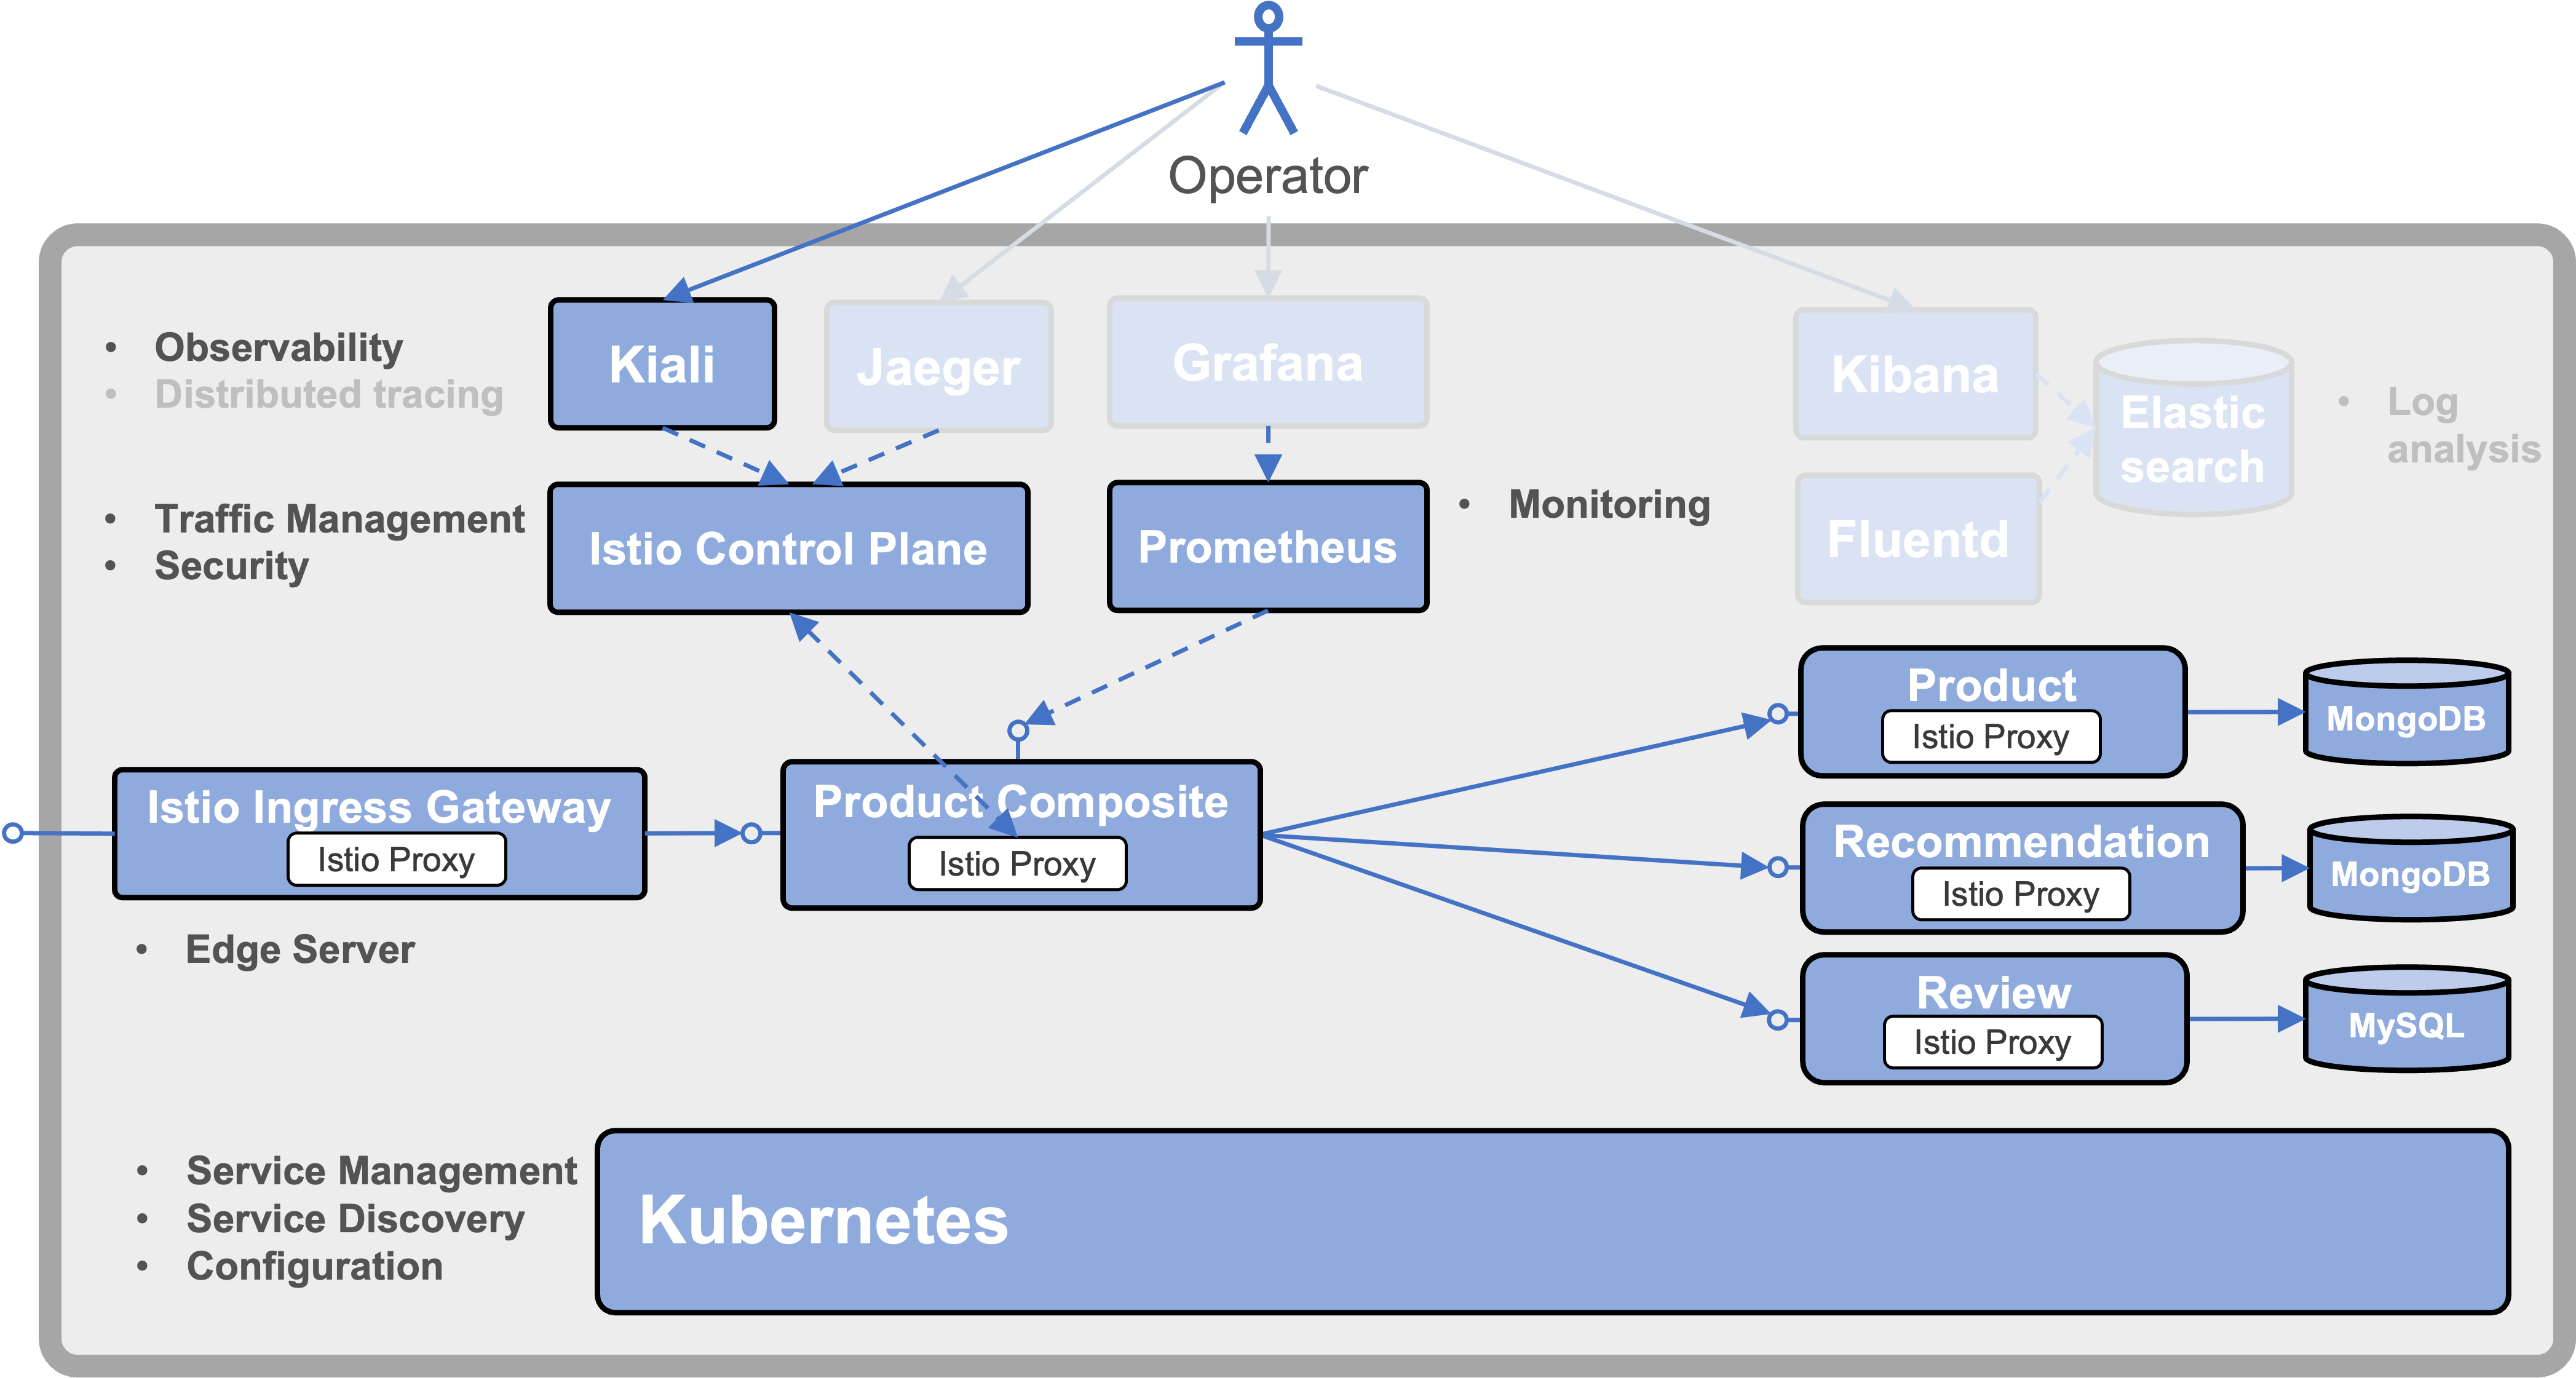 Operator
• Observability
• Distributed tracing
Kiali
Jaeger
Grafana
Kibana
Elastic
search
• Log
analysis
• Traffic Management
• Security
Istio Control Plane
Prometheus
• Monitoring
Fluentd
Istio Ingress Gateway
Istio Proxy
• Edge Server
Product Composite
Istio Proxy
Product
Istio Proxy
MongoDB
Recommendation
Istio Proxy
MongoDB
Review
Istio Proxy
MySQL
• Service Management
• Service Discovery
• Configuration
Kubernetes